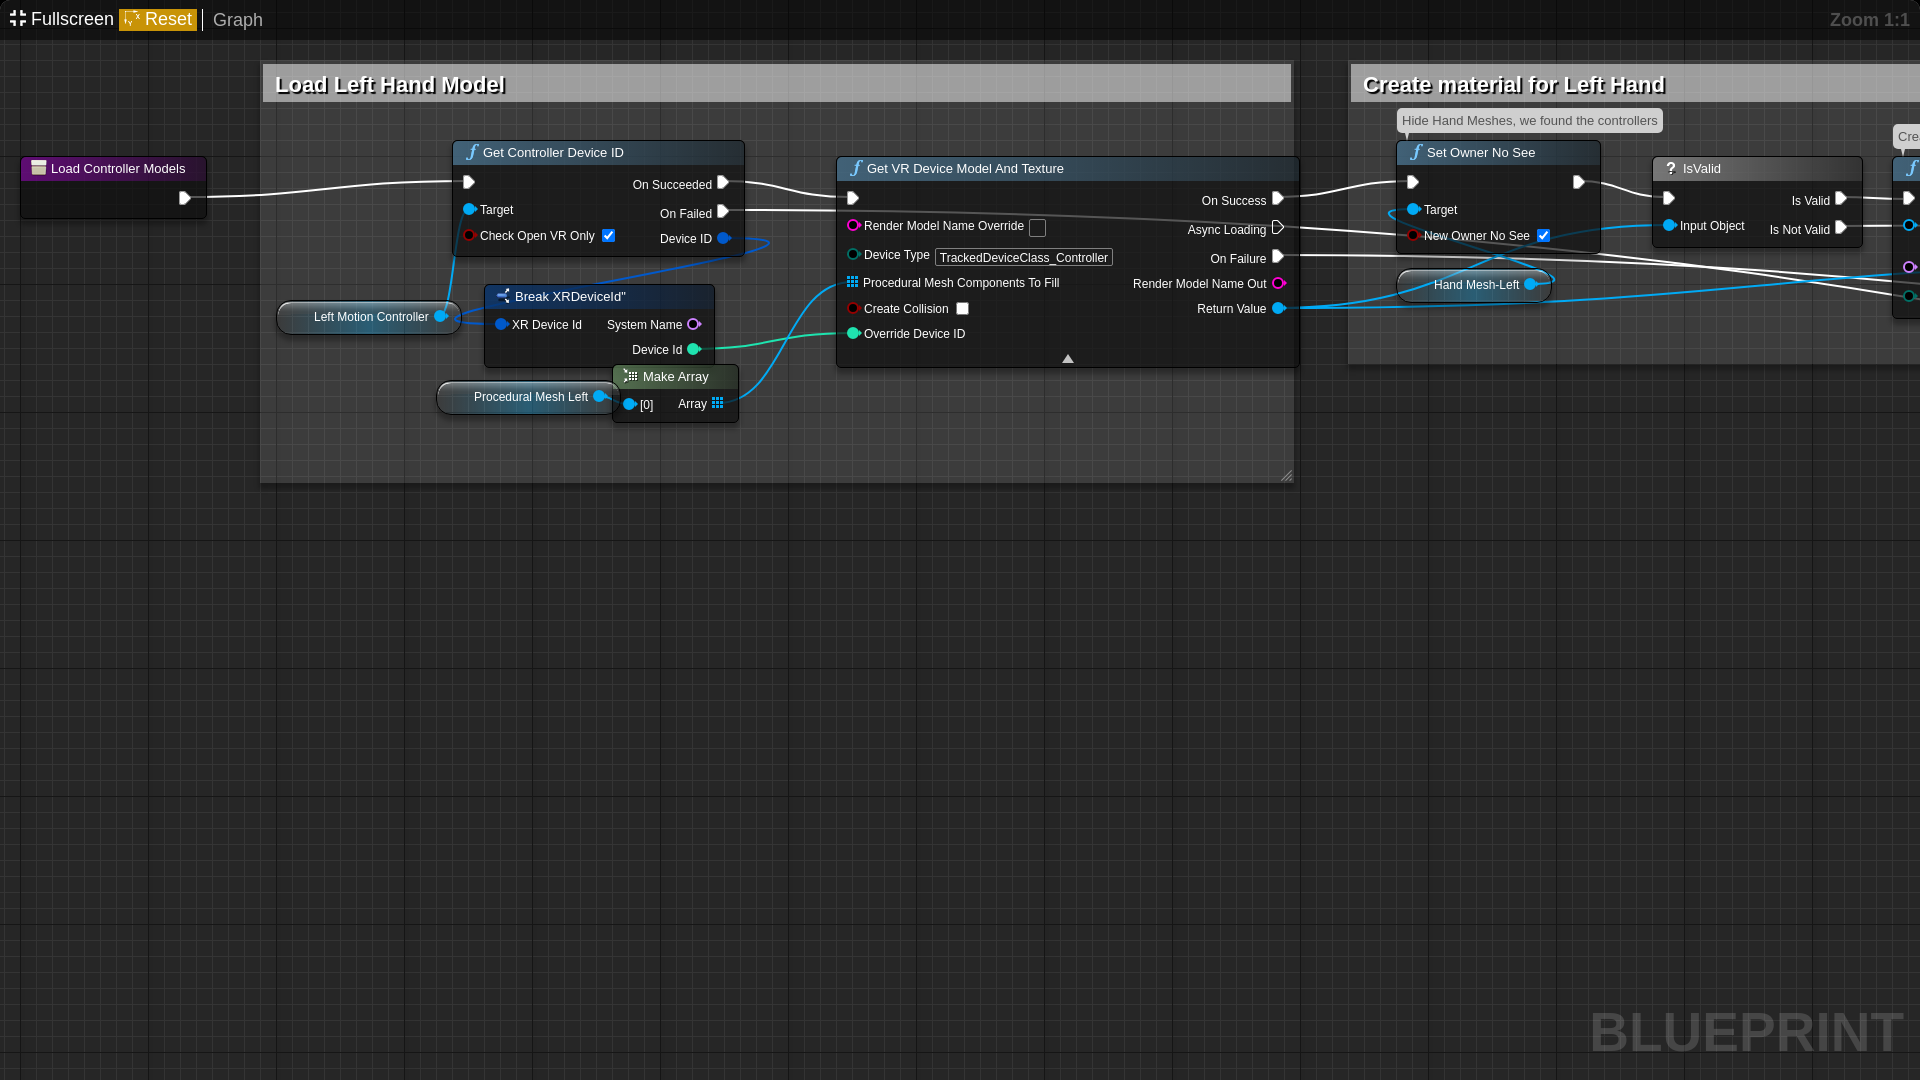 Fullscreen Reset Graph
Zoom 1:1
Load Left Hand Model
Create material for Left Hand
Hide Hand Meshes, we found the controllers
Load Controller Models
Get Controller Device ID
On Succeeded
Target
On Failed
Check Open VR Only
Device ID
Left Motion Controller
Break XRDeviceId"
XR Device Id
System Name
Device Id
Procedural Mesh Left
Make Array
[0]
Array
Get VR Device Model And Texture
On Success
Render Model Name Override
Async Loading
Device Type TrackedDeviceClass_Controller
On Failure
Procedural Mesh Components To Fill
Render Model Name Out
Create Collision
Return Value
Override Device ID
Set Owner No See
Target
New Owner No See
Hand Mesh-Left
? IsValid
Is Valid
Input Object
Is Not Valid
BLUEPRINT